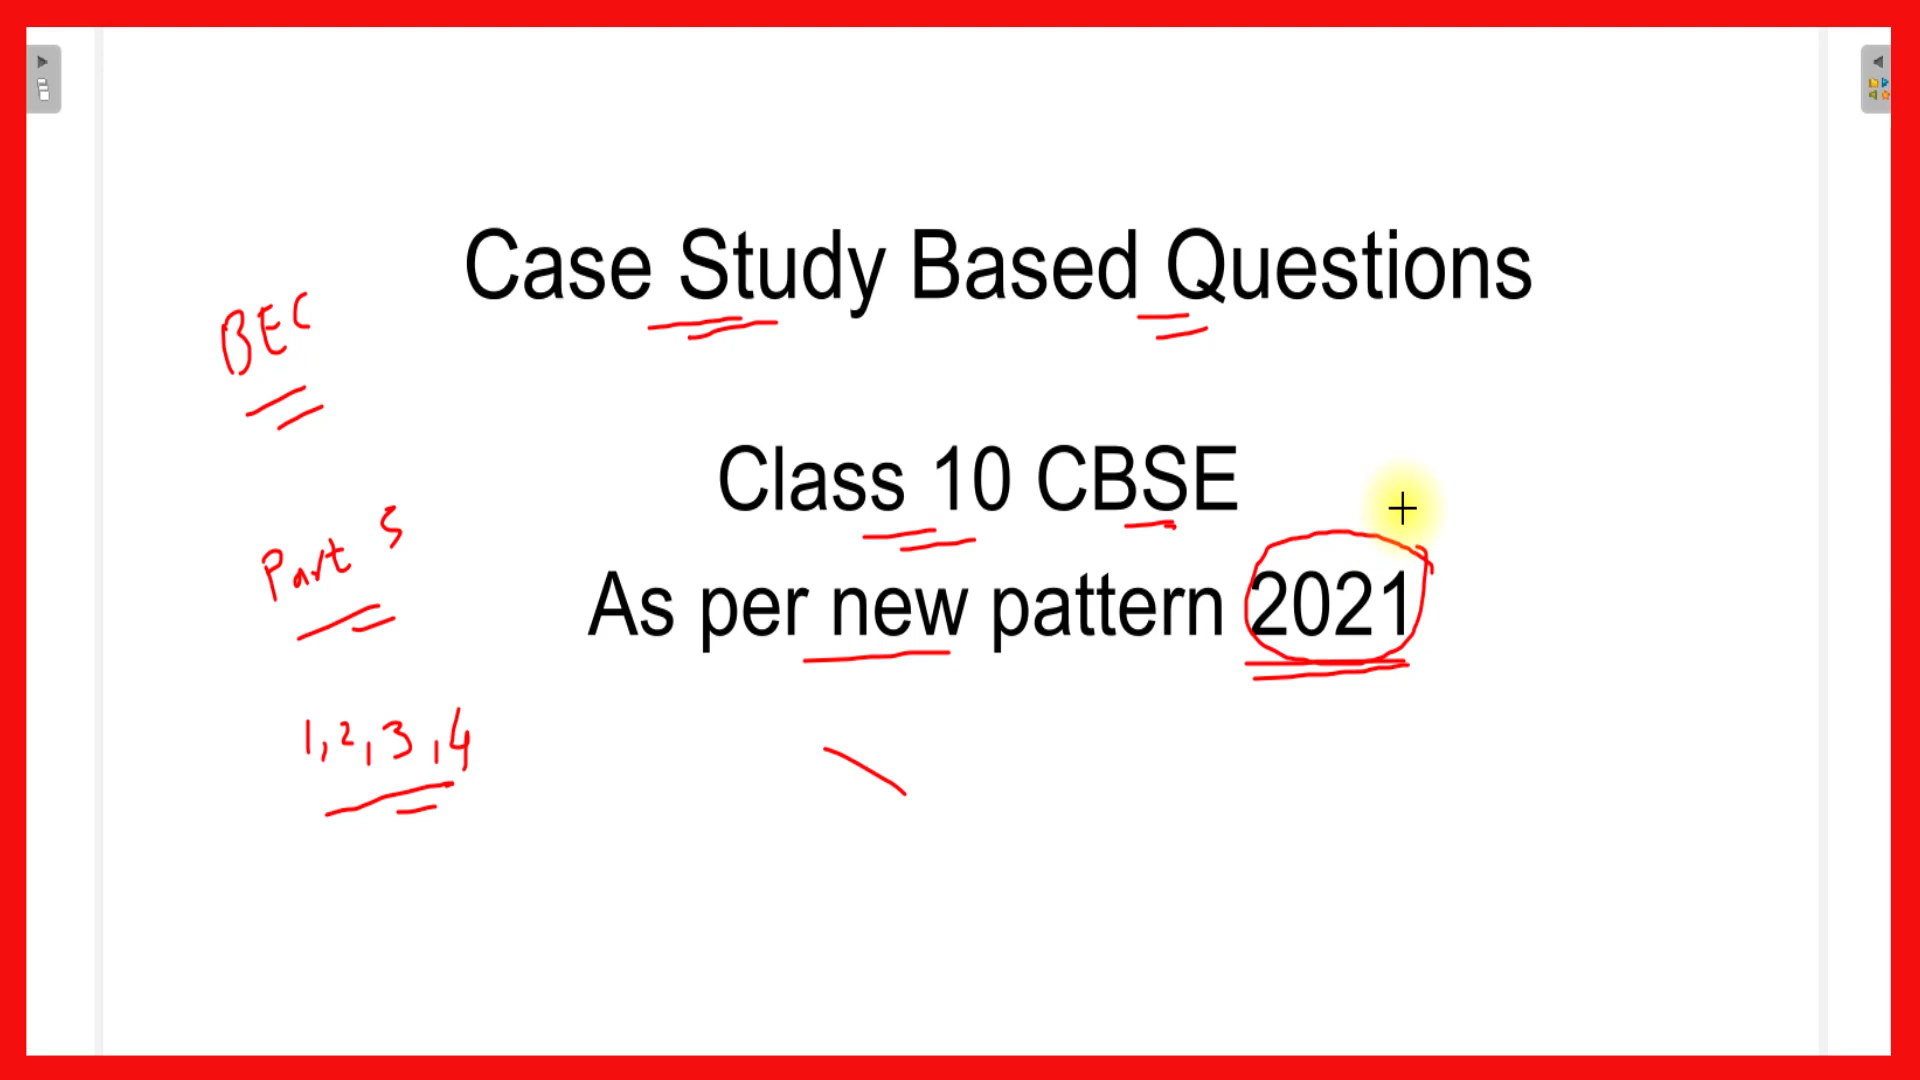 Case Study Based Questions
BEC
Class 10 CBSE
Part 5
As per new pattern 2021
1,2,3,4